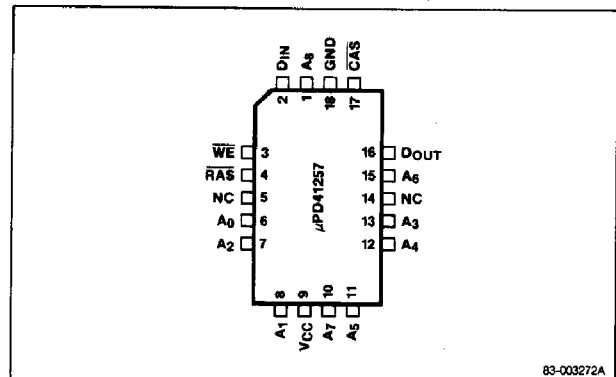 DIN A8 GND CAS
2 1 18 17
WE 3
RAS 4
NC 5
A0 6
A2 7
μPD41257
16 DOUT
15 A6
14 NC
13 A3
12 A4
8 9 10 11
A1 VCC A7 A5
83-003272A